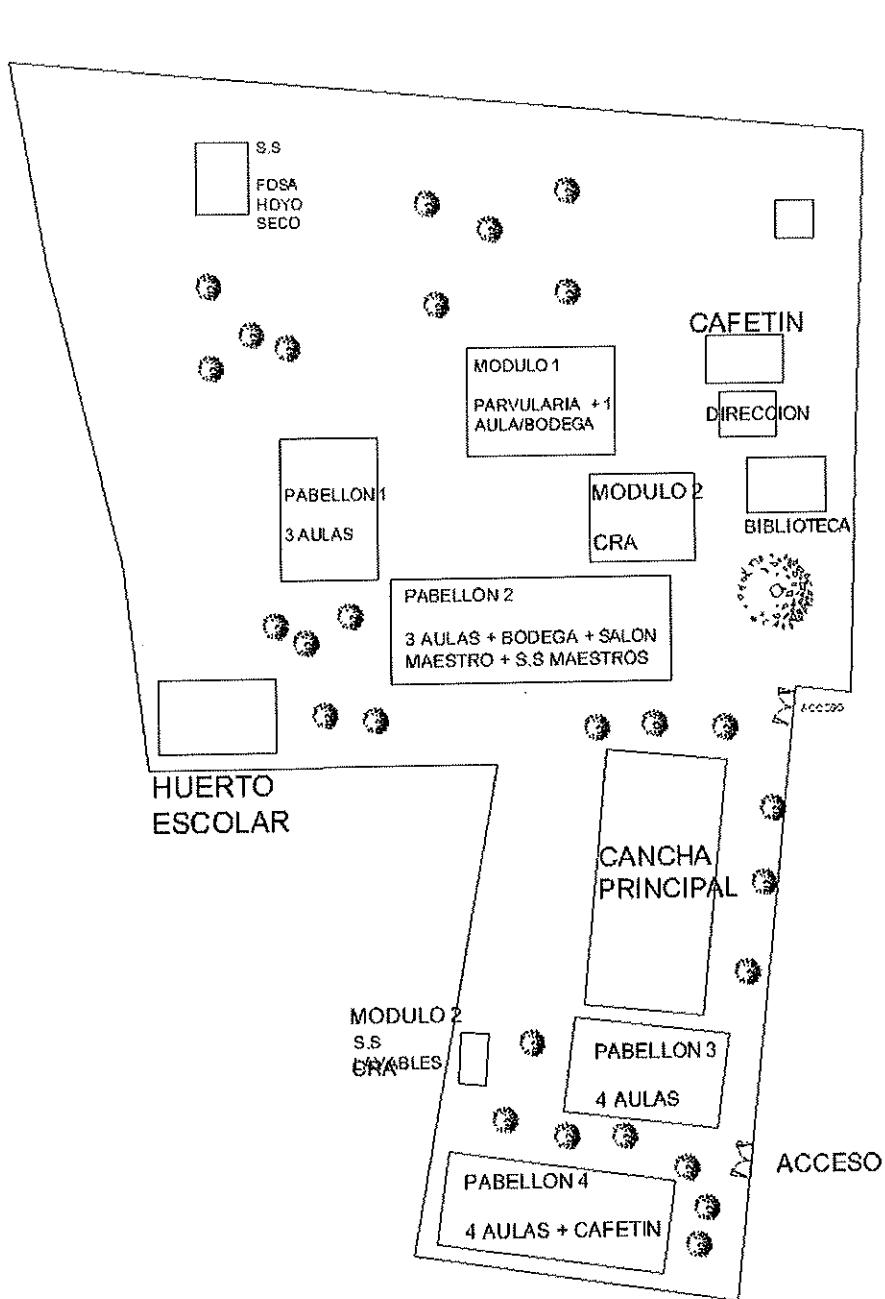 S.S
FOSA
HOYO
SECO
CAFETIN
MODULO 1
PARVULARIA + 1
AULA/BODEGA
DIRECCION
PABELLON 1
3 AULAS
MODULO 2
CRA
BIBLIOTECA
PABELLON 2
3 AULAS + BODEGA + SALON
MAESTRO + S.S MAESTROS
ACCESO
HUERTO
ESCOLAR
CANCHA
PRINCIPAL
MODULO 2
S.S
LAVABLES
CRA
PABELLON 3
4 AULAS
ACCESO
PABELLON 4
4 AULAS + CAFETIN